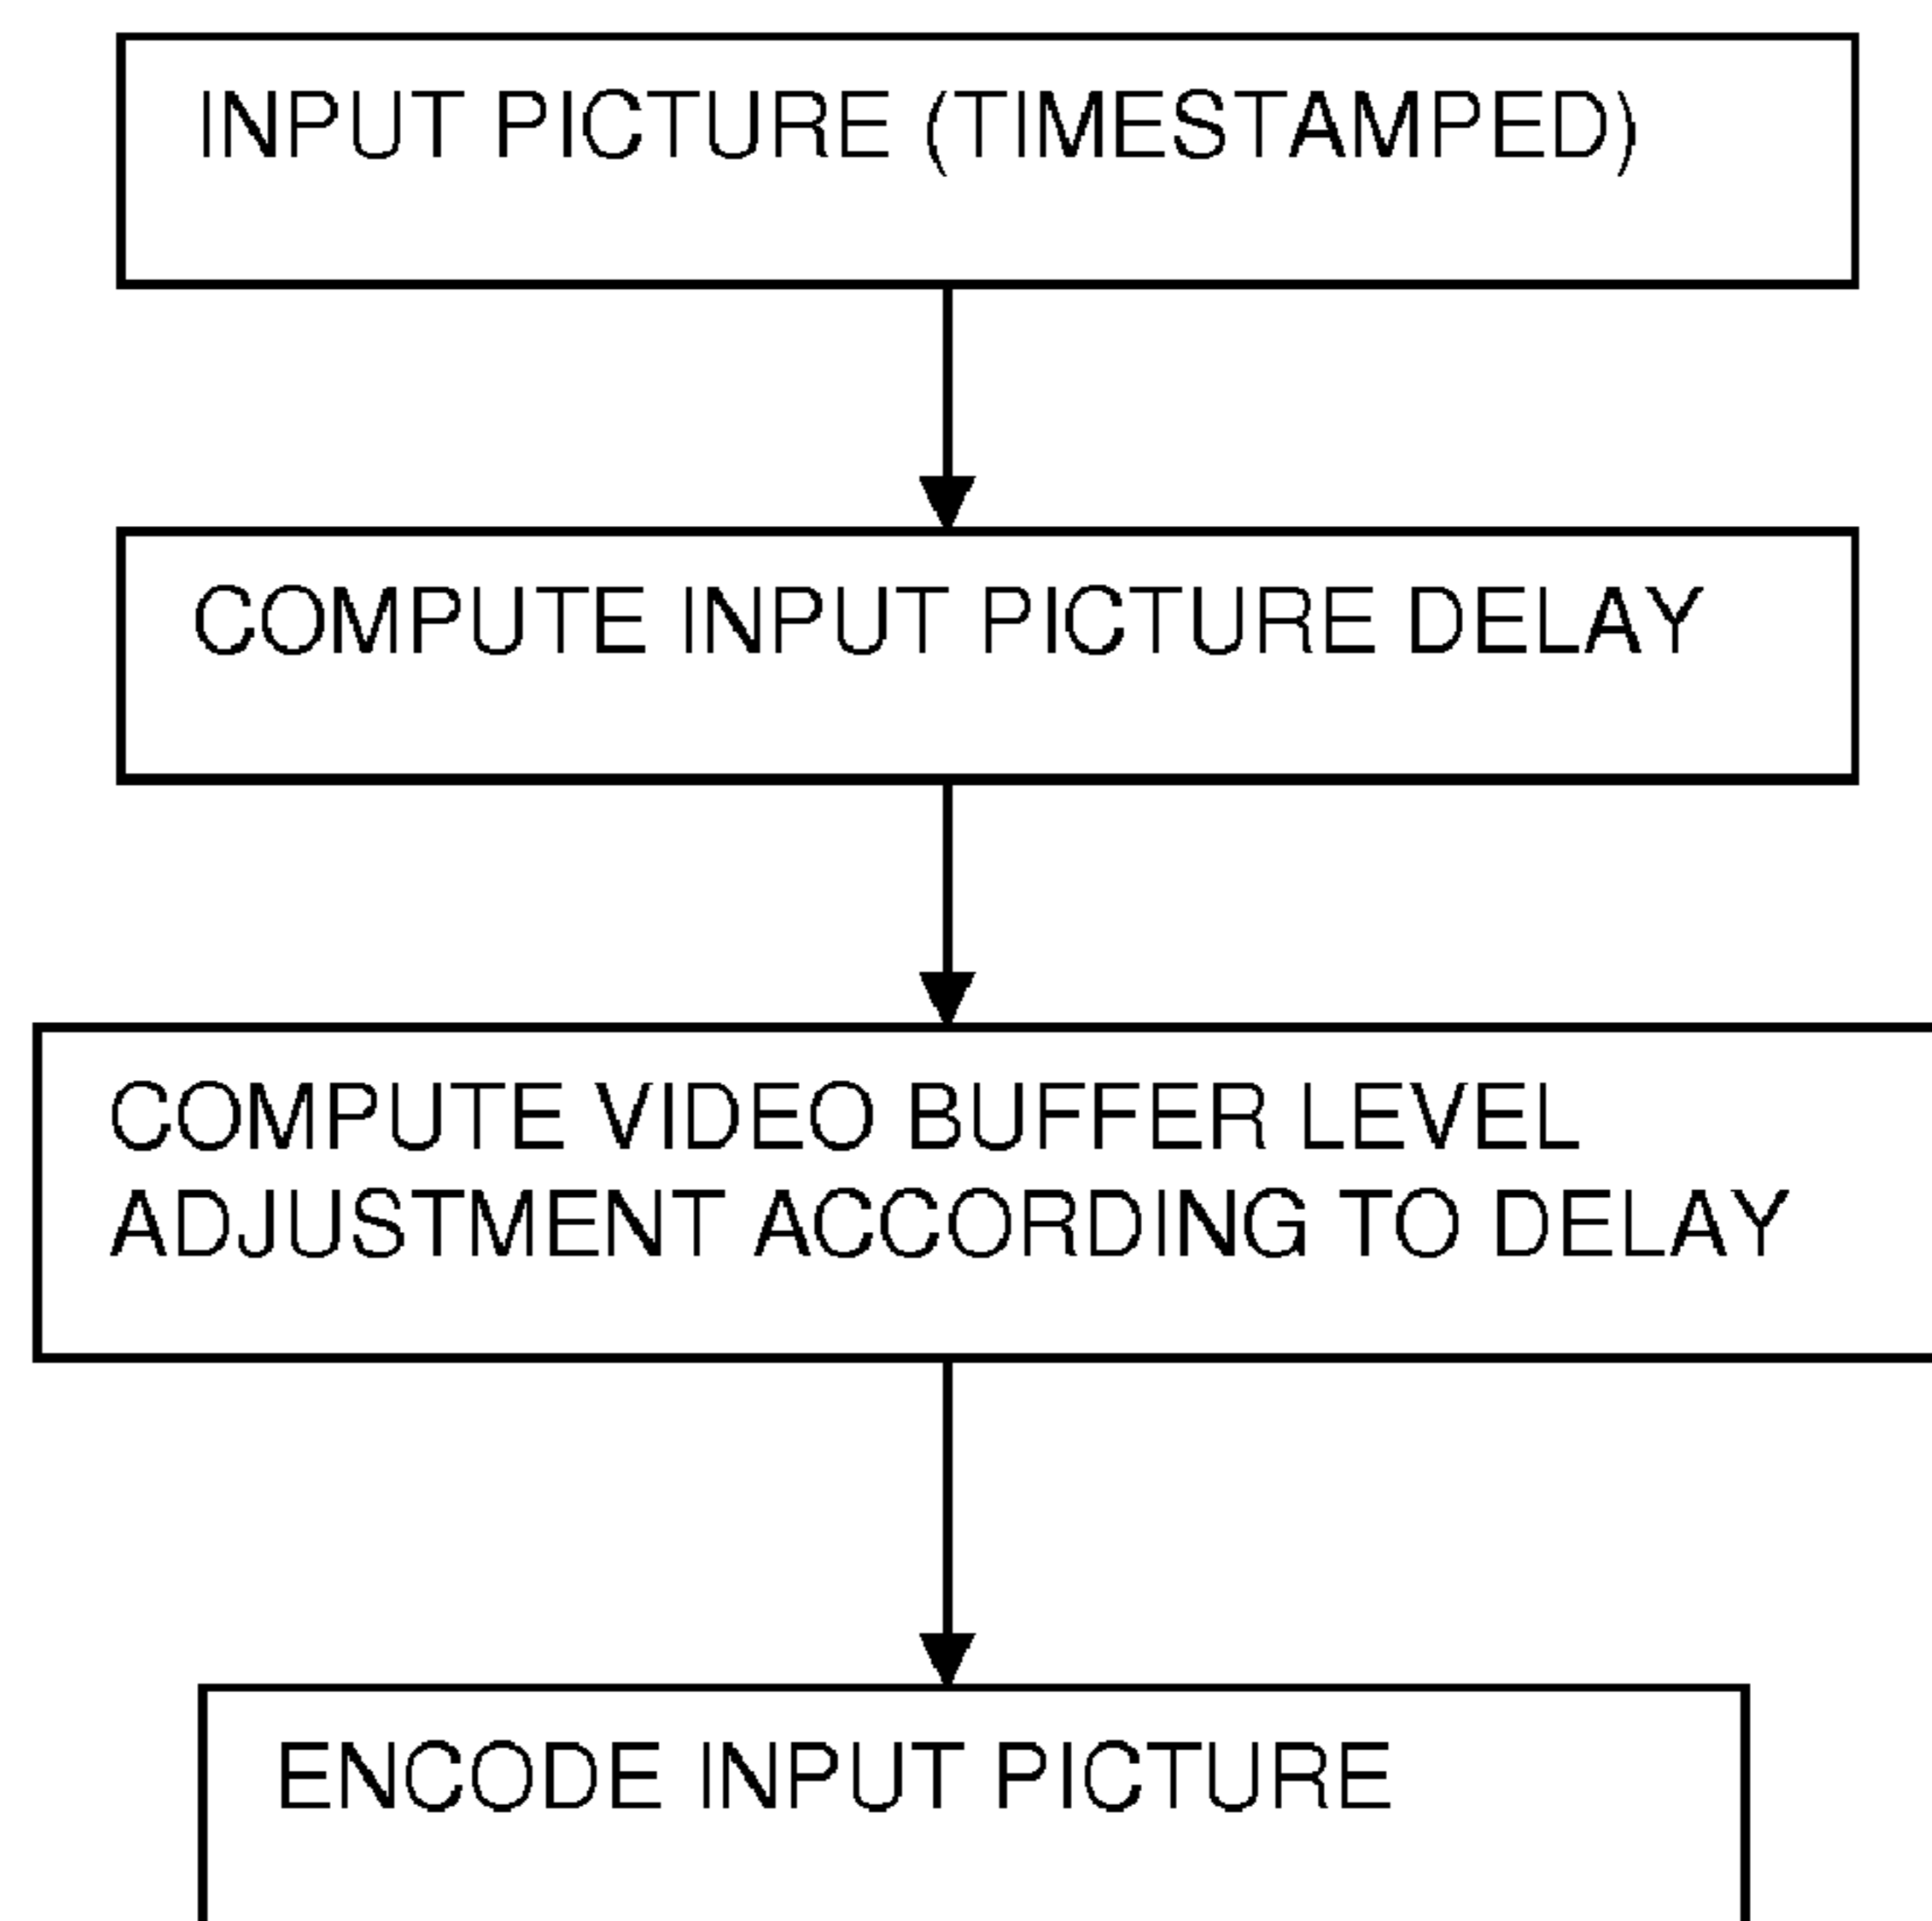 INPUT PICTURE (TIMESTAMPED)
COMPUTE INPUT PICTURE DELAY
COMPUTE VIDEO BUFFER LEVEL
ADJUSTMENT ACCORDING TO DELAY
ENCODE INPUT PICTURE